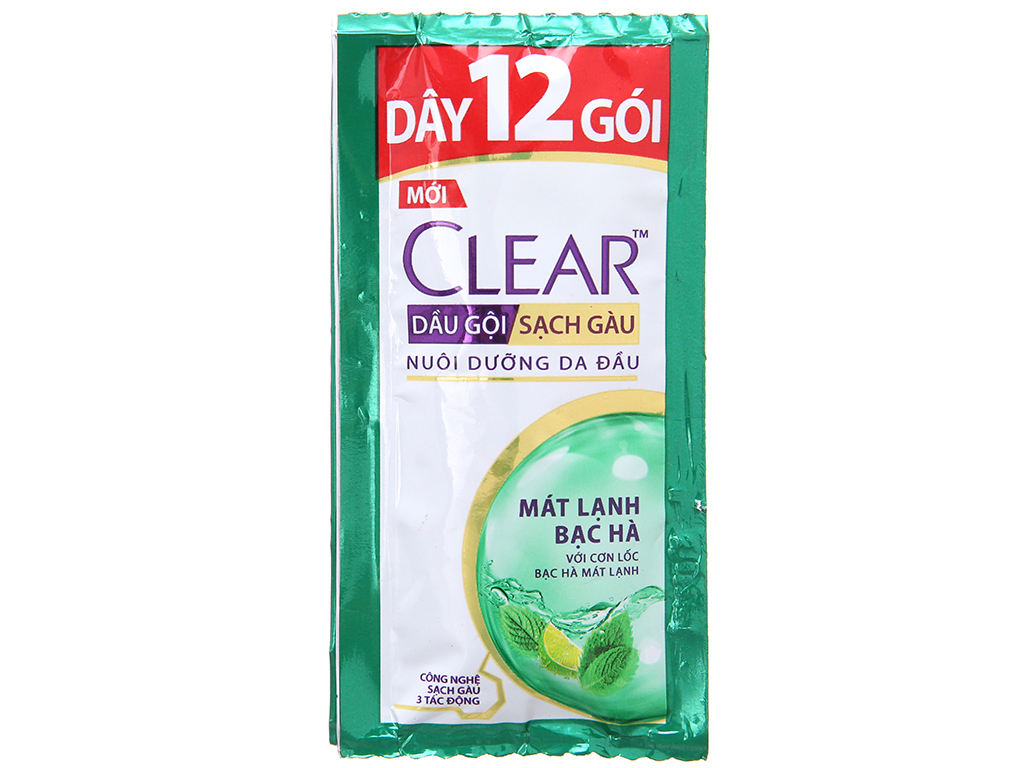 DÂY 12 GÓI
MỚI
CLEAR™
DẦU GỘI SẠCH GÀU
NUÔI DƯỠNG DA ĐẦU
MÁT LẠNH
BẠC HÀ
VỚI CƠN LỐC
BẠC HÀ MÁT LẠNH
CÔNG NGHỆ
SẠCH GÀU
3 TÁC ĐỘNG